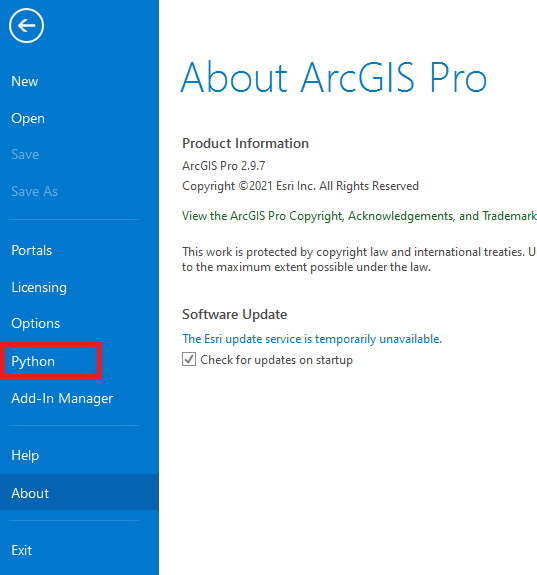 New
Open
Save
Save As
Portals
Licensing
Options
Python
Add-In Manager
Help
About
Exit
About ArcGIS Pro
Product Information
ArcGIS Pro 2.9.7
Copyright ©2021 Esri Inc. All Rights Reserved
View the ArcGIS Pro Copyright, Acknowledgements, and Trademark
This work is protected by copyright law and international treaties. U
to the maximum extent possible under the law.
Software Update
The Esri update service is temporarily unavailable.
Check for updates on startup